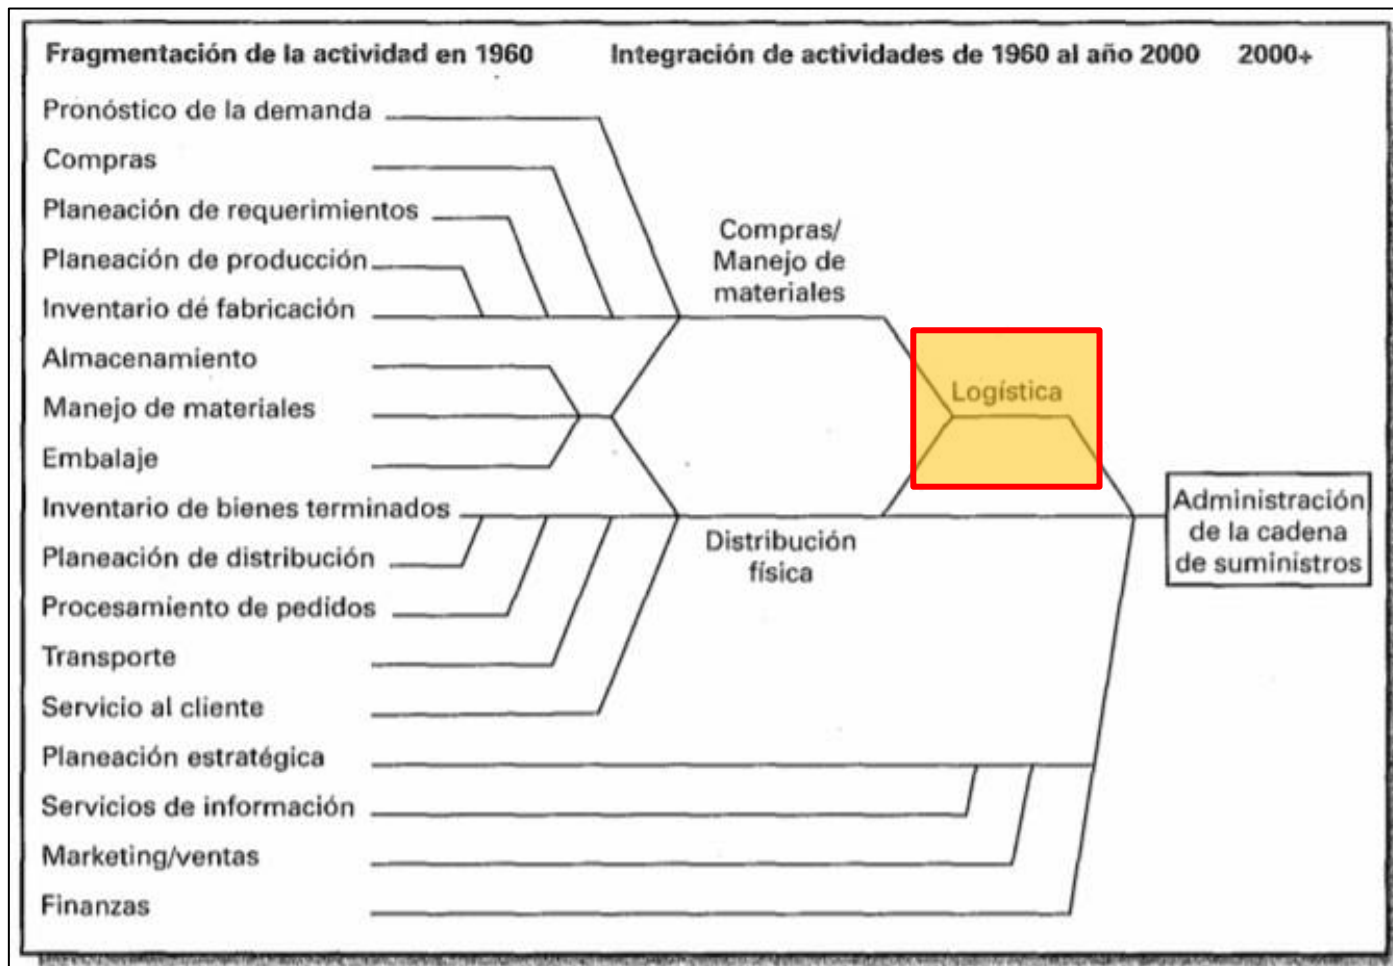 Fragmentación de la actividad en 1960 Integración de actividades de 1960 al año 2000 2000+
Pronóstico de la demanda
Compras
Planeación de requerimientos
Planeación de producción
Inventario dé fabricación
Almacenamiento
Manejo de materiales
Embalaje
Inventario de bienes terminados
Planeación de distribución
Procesamiento de pedidos
Transporte
Servicio al cliente
Planeación estratégica
Servicios de información
Marketing/ventas
Finanzas
Compras/
Manejo de
materiales
Distribución
física
Logística
Administración
de la cadena
de suministros